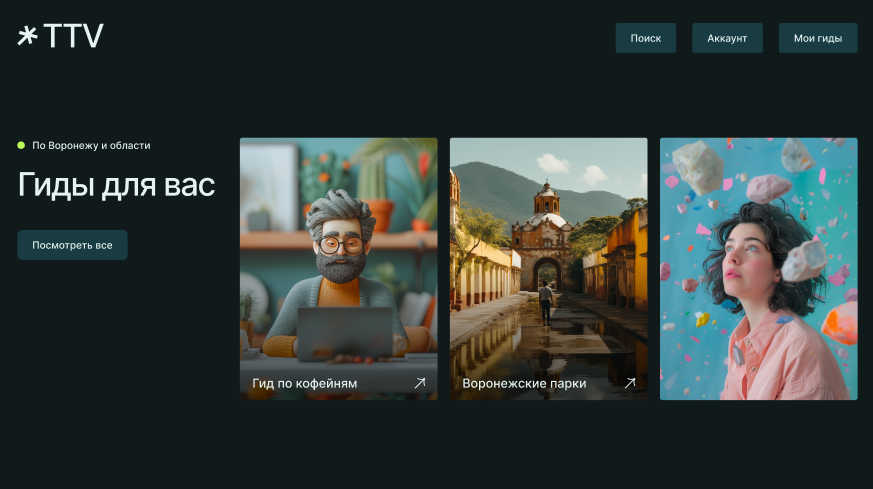 TTV
Поиск
Аккаунт
Мои гиды
По Воронежу и области
Гиды для вас
Посмотреть все
Гид по кофейням
Воронежские парки